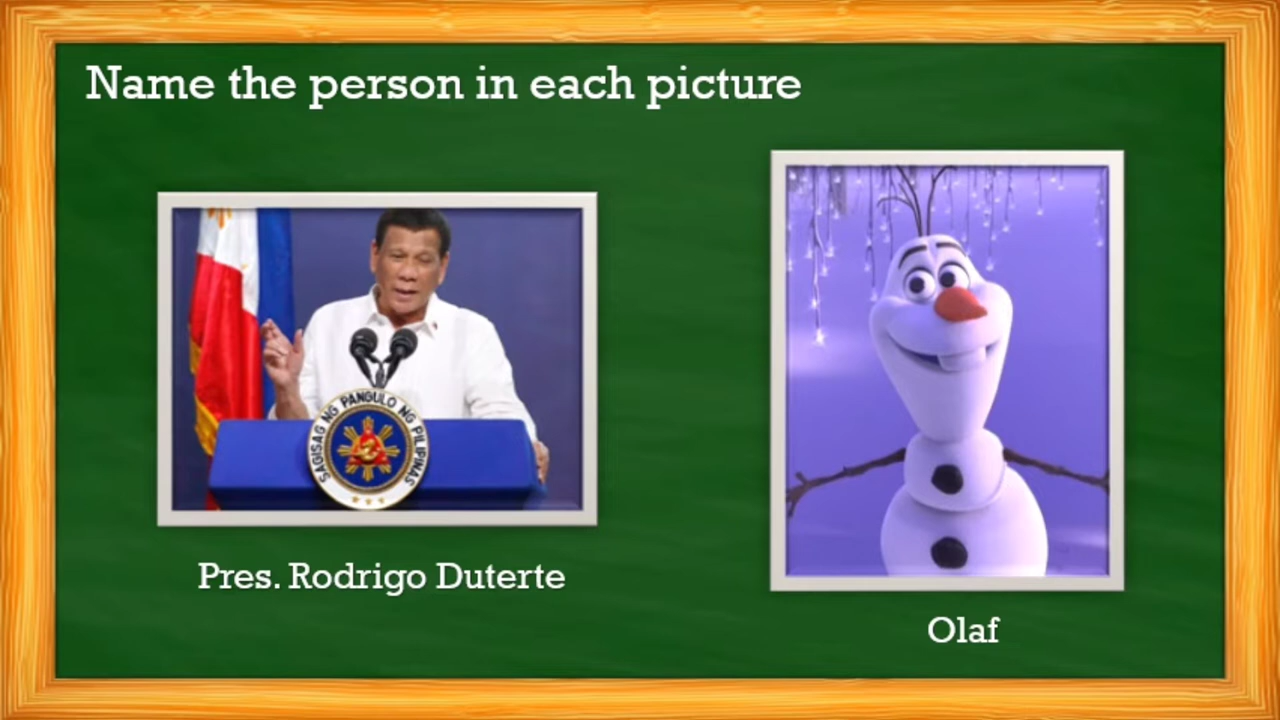 Name the person in each picture
SAGISAG NG PANGULO NG PILIPINAS
Pres. Rodrigo Duterte
Olaf